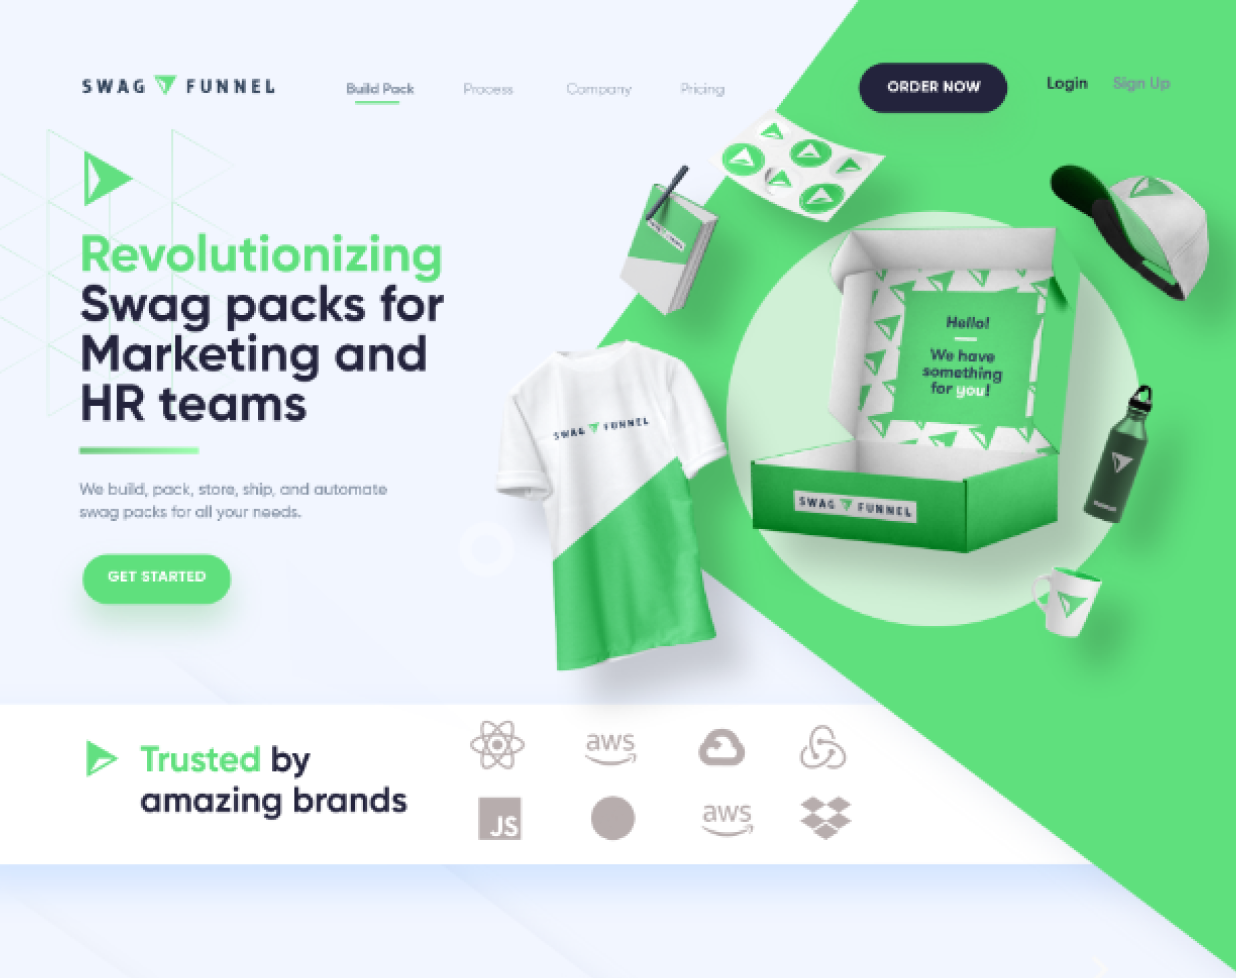 SWAG FUNNEL
Build Pack
Process
Company
Pricing
ORDER NOW
Login
Sign Up
Revolutionizing
Swag packs for
Marketing and
HR teams
We build, pack, store, ship, and automate
swag packs for all your needs.
GET STARTED
SWAG FUNNEL
Hello!
We have
something
for you!
SWAG FUNNEL
Trusted by
amazing brands
aws
JS
aws